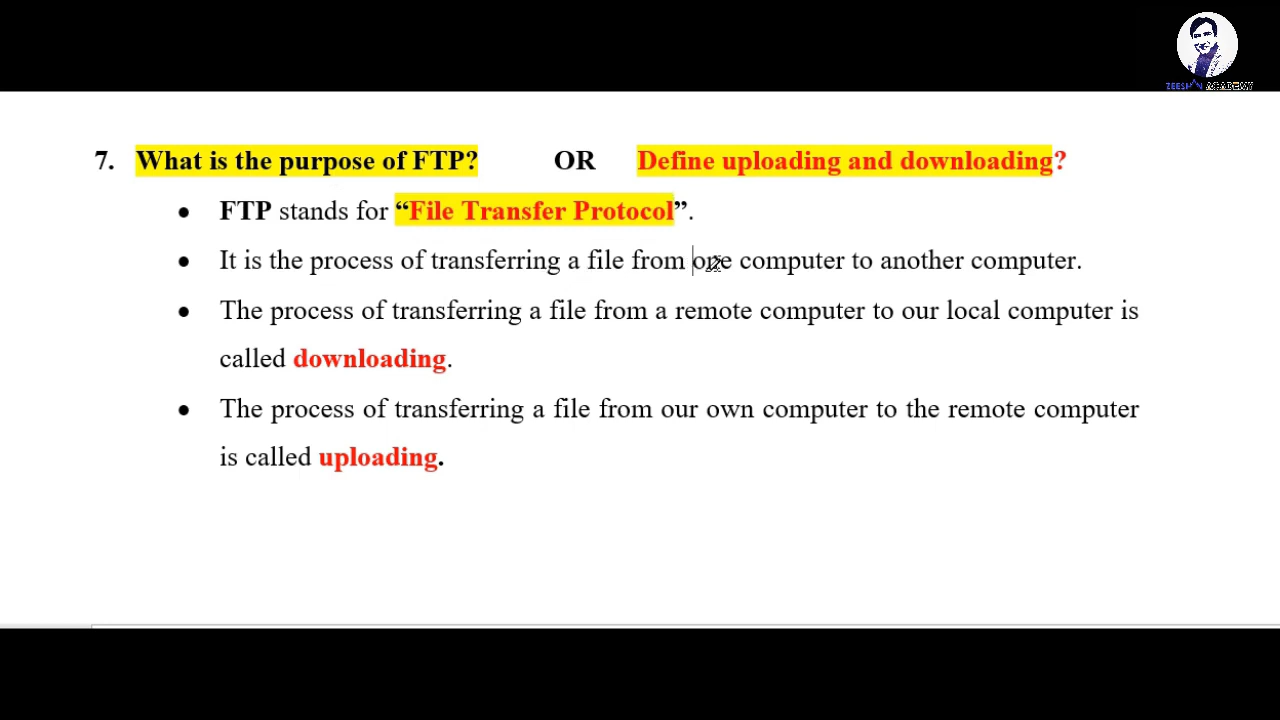 ZEESHAN ACADEMY
7. What is the purpose of FTP? OR Define uploading and downloading?
• FTP stands for “File Transfer Protocol”.
• It is the process of transferring a file from one computer to another computer.
• The process of transferring a file from a remote computer to our local computer is
called downloading.
• The process of transferring a file from our own computer to the remote computer
is called uploading.